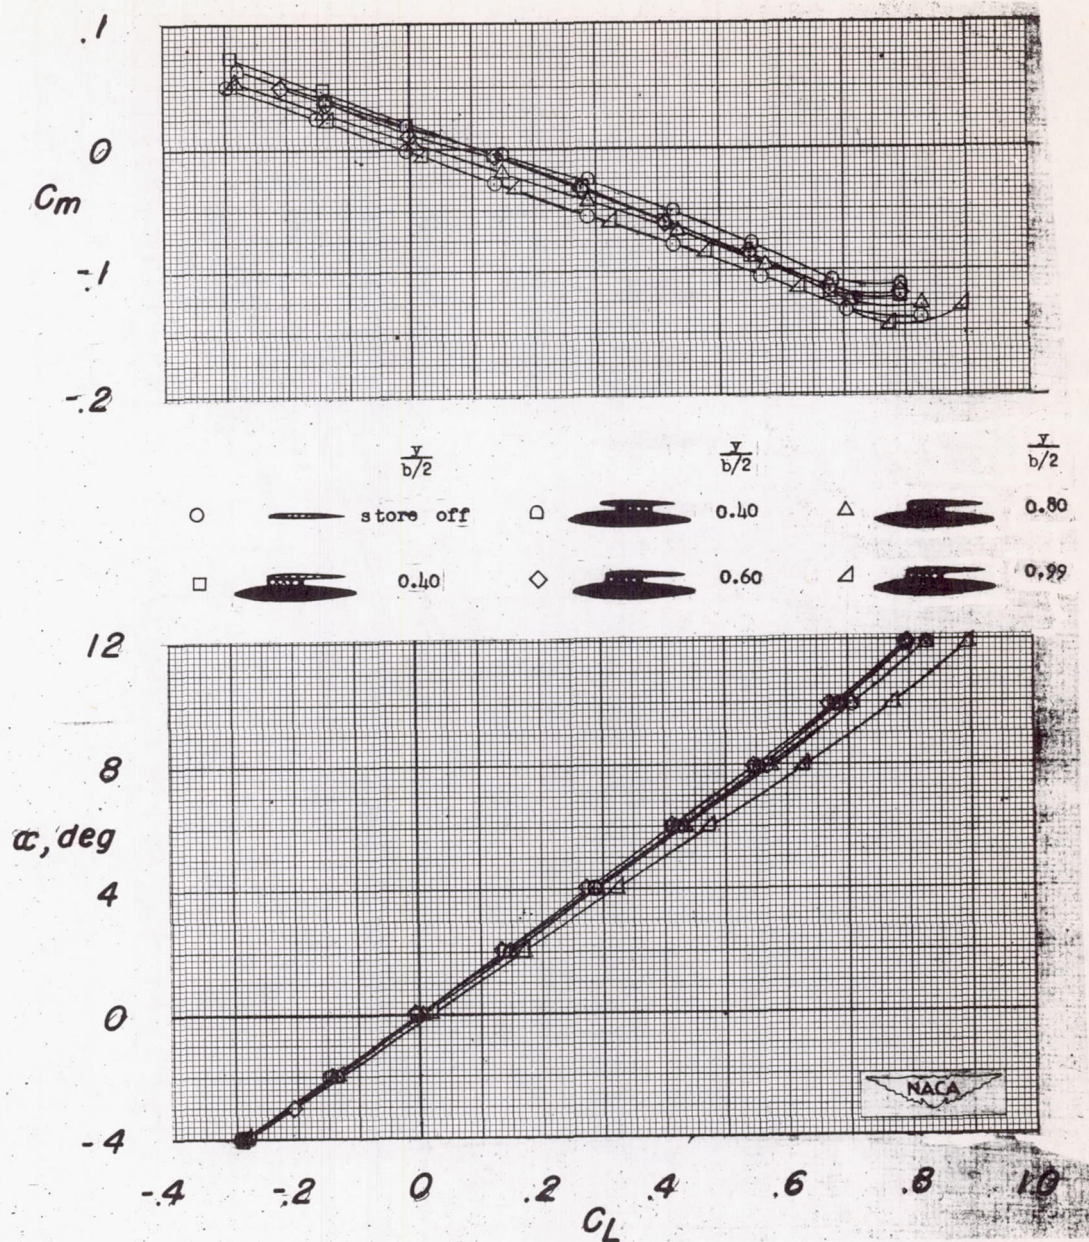 .1
0
Cm
-.1
-.2
y/b/2 y/b/2 y/b/2
store off 0.40 0.80
0.40 0.60 0.99
12
8
α, deg
4
0
-4
NACA
-.4 -.2 0 .2 .4 .6 .8 1.0
CL